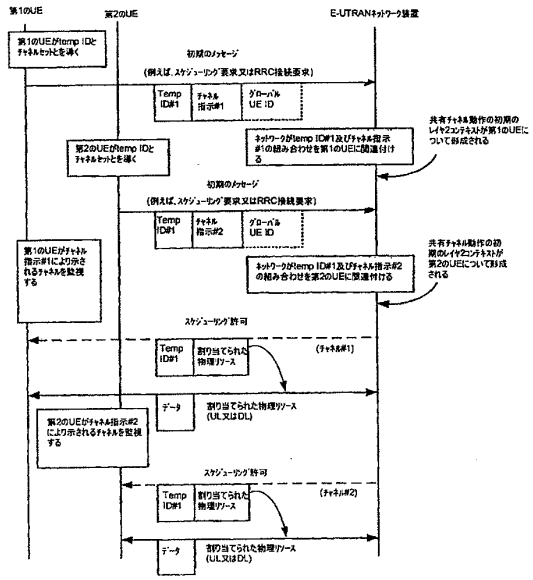 第1のUE
第2のUE
E-UTRANネットワーク装置
第1のUEがtemp IDと
チャネルセットとを導く
初期のメッセージ
(例えば、スケジューリング要求又はRRC接続要求)
Temp
ID#1
チャネル
指示#1
グローバル
UE ID
第2のUEがtemp IDと
チャネルセットとを導く
ネットワークがtemp ID#1及びチャネル指示
#1の組み合わせを第1のUEに関連付け
る
共有チャネル動作の初期の
レイヤ2コンテキストが第1のUEに
ついて形成される
初期のメッセージ
(例えば、スケジューリング要求又はRRC接続要求)
Temp
ID#1
チャネル
指示#2
グローバル
UE ID
第1のUEがチャネル
指示#1により示さ
れるチャネルを監視
する
ネットワークがtemp ID#1及びチャネル指示#2
の組み合わせを第2のUEに関連付ける
共有チャネル動作の初
期のレイヤ2コンテキストが
第2のUEについて形成
される
スケジューリング許可
(チャネル#1)
Temp
ID#1
割り当てられた
物理リソース
データ
割り当てられた物理リソース
(UL又はDL)
第2のUEがチャネル指示#2
により示されるチャネルを監視
する
スケジューリング許可
(チャネル#2)
Temp
ID#1
割り当てられた
物理リソース
データ
割り当てられた物理リソース
(UL又はDL)